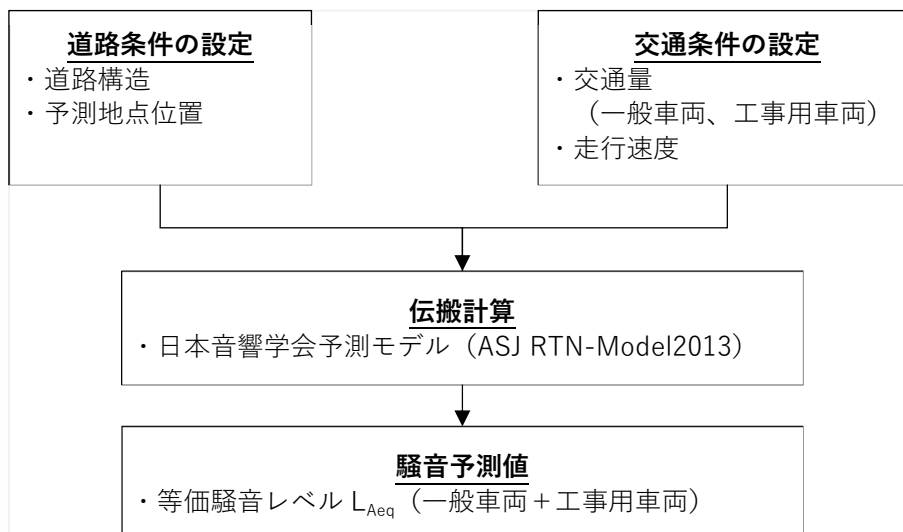 道路条件の設定
・道路構造
・予測地点位置
交通条件の設定
・交通量
（一般車両、工事用車両）
・走行速度
伝搬計算
・日本音響学会予測モデル（ASJ RTN-Model2013）
騒音予測値
・等価騒音レベル LAeq（一般車両＋工事用車両）